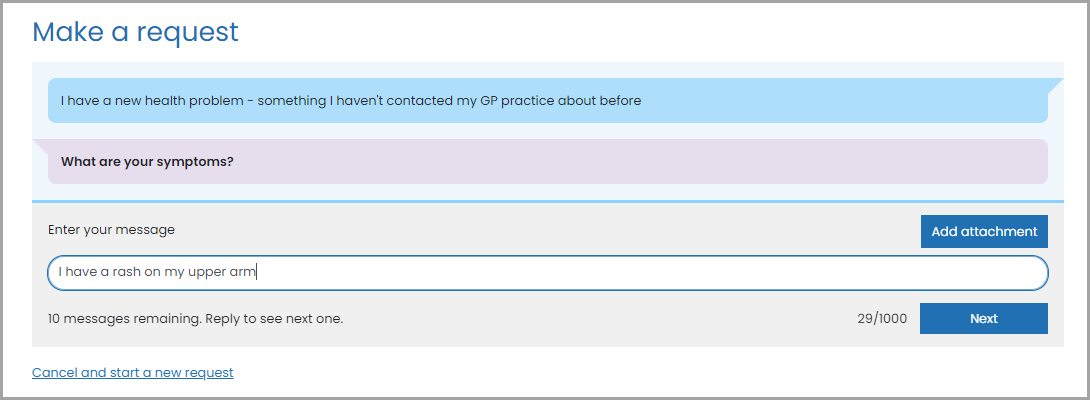 Make a request
I have a new health problem - something I haven't contacted my GP practice about before
What are your symptoms?
Enter your message
Add attachment
I have a rash on my upper arm
10 messages remaining. Reply to see next one.
29/1000
Next
Cancel and start a new request